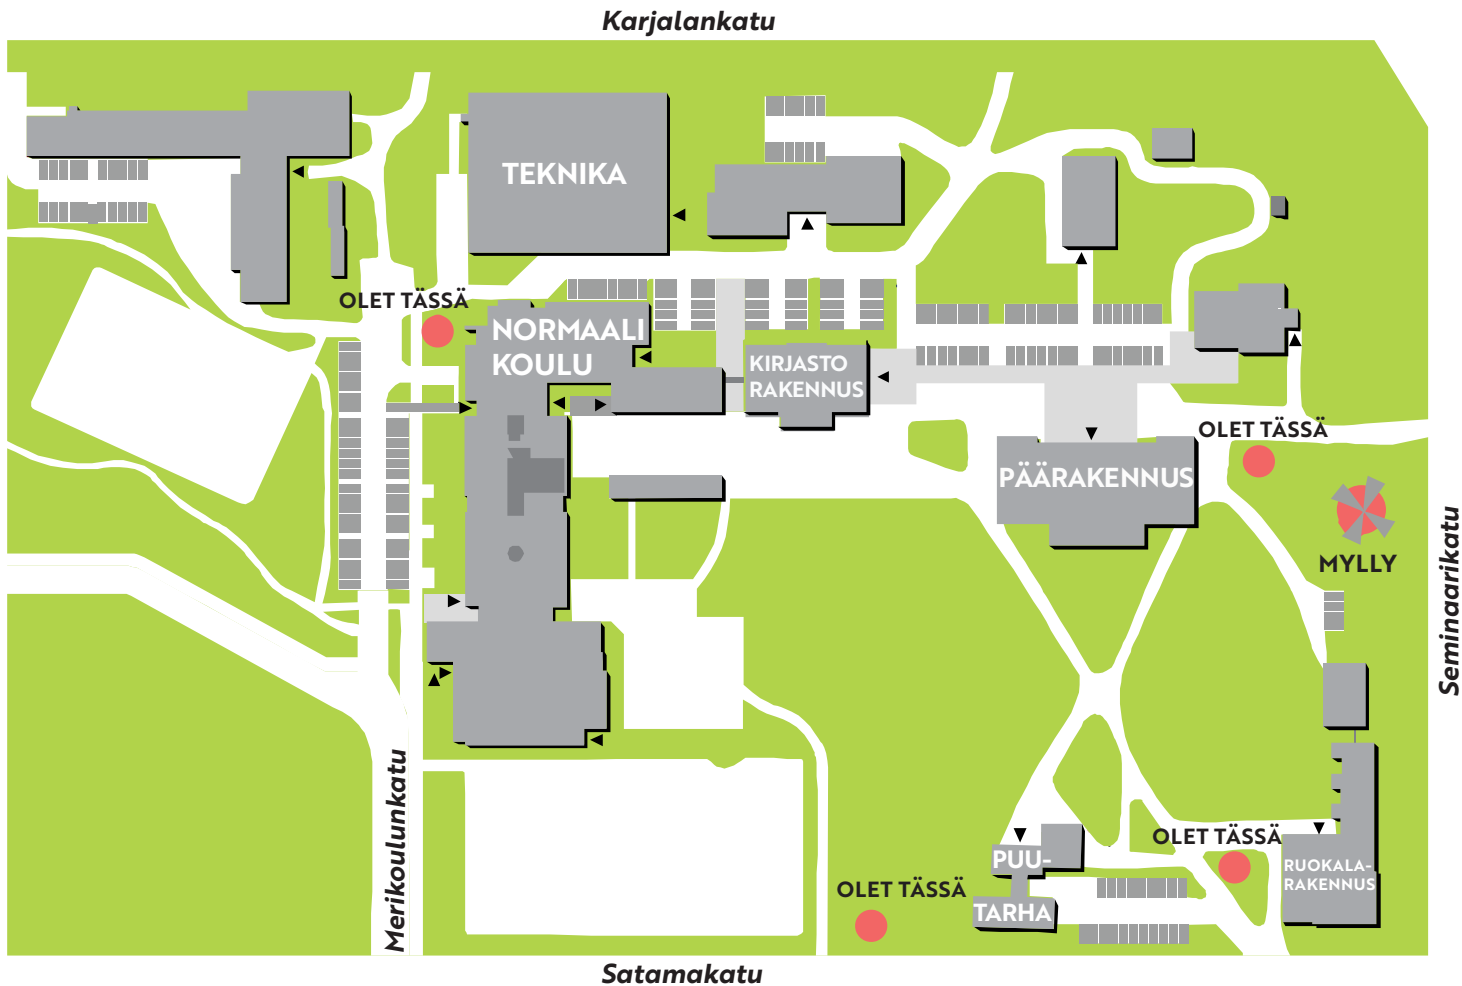 Karjalankatu
TEKNIKA
OLET TÄSSÄ
NORMAALI
KOULU
KIRJASTO
RAKENNUS
OLET TÄSSÄ
PÄÄRAKENNUS
MYLLY
Seminaarikatu
Merikoulunkatu
OLET TÄSSÄ
PUU-
TARHA
RUOKALA-
RAKENNUS
OLET TÄSSÄ
Satamakatu